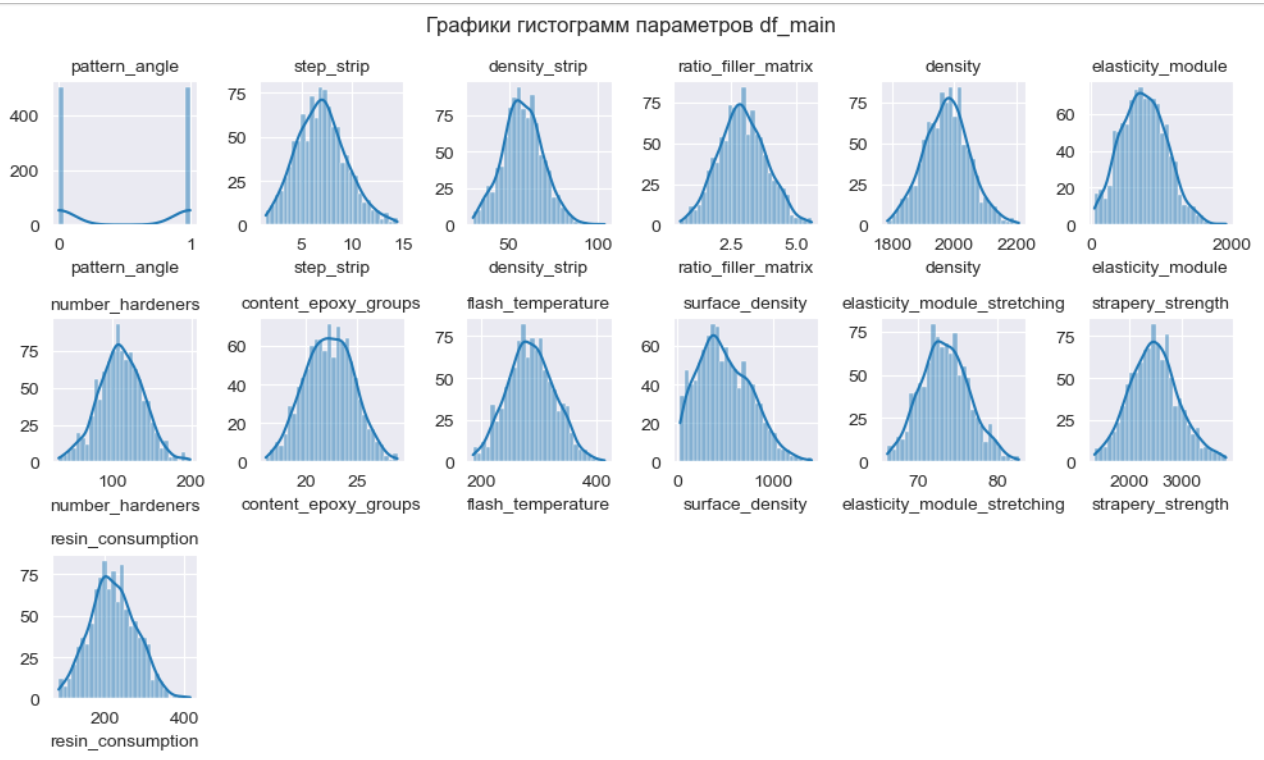 Графики гистограмм параметров df_main
pattern_angle step_strip density_strip ratio_filler_matrix density elasticity_module
400 200 0
75 50 25 0
100 75 50 25 0
75 50 25 0
75 50 25 0
60 40 20 0
0 1 5 10 15 50 100 2.5 5.0 1800 2000 2200 0 1000 2000
pattern_angle step_strip density_strip ratio_filler_matrix density elasticity_module
number_hardeners content_epoxy_groups flash_temperature surface_density elasticity_module_stretching strapery_strength
75 50 25 0
60 40 20 0
75 50 25 0
60 40 20 0
75 50 25 0
75 50 25 0
100 200 20 25 200 300 400 0 1000 70 80 2000 3000
number_hardeners content_epoxy_groups flash_temperature surface_density elasticity_module_stretching strapery_strength
resin_consumption
75
50
25
0
200 400
resin_consumption